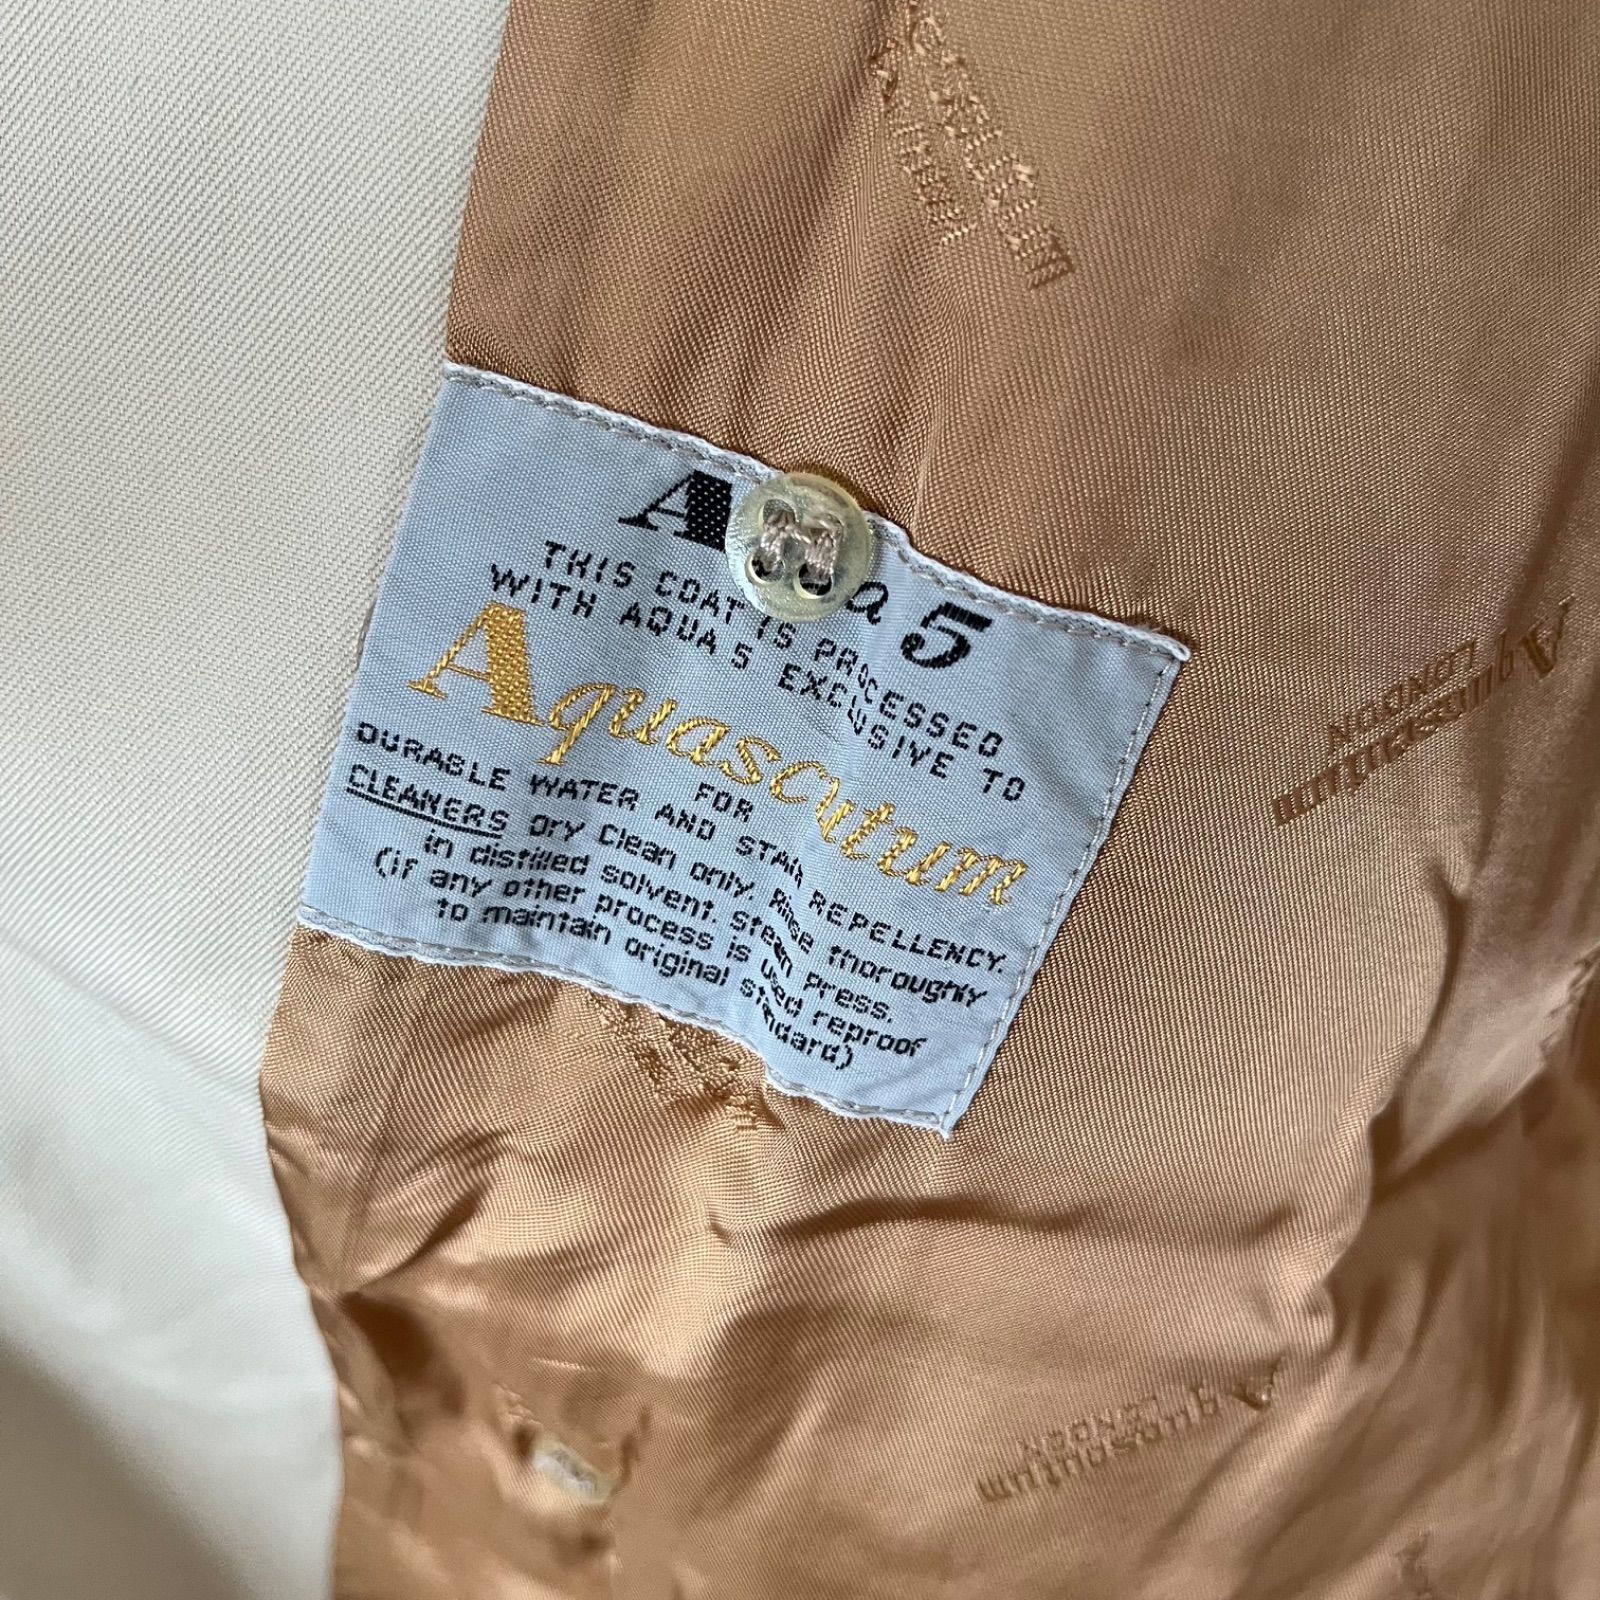 A a 5
THIS COAT IS PROCESSED
WITH AQUA 5 EXCLUSIVE TO
Aquascutum
FOR
DURABLE WATER AND STAIN REPELLENCY.
CLEANERS Dry Clean only. Rinse thoroughly
in distilled solvent. Steam press.
(if any other process is used reproof
to maintain original standard)
Aquascutum
LONDON
Aquascutum
LONDON